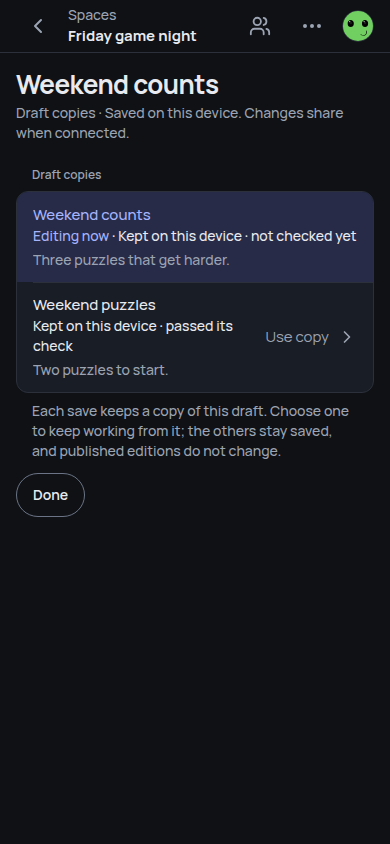 Spaces
Friday game night
Weekend counts
Draft copies · Saved on this device. Changes share
when connected.
Draft copies
Weekend counts
Editing now · Kept on this device · not checked yet
Three puzzles that get harder.
Weekend puzzles
Kept on this device · passed its
check
Use copy
Two puzzles to start.
Each save keeps a copy of this draft. Choose one
to keep working from it; the others stay saved,
and published editions do not change.
Done